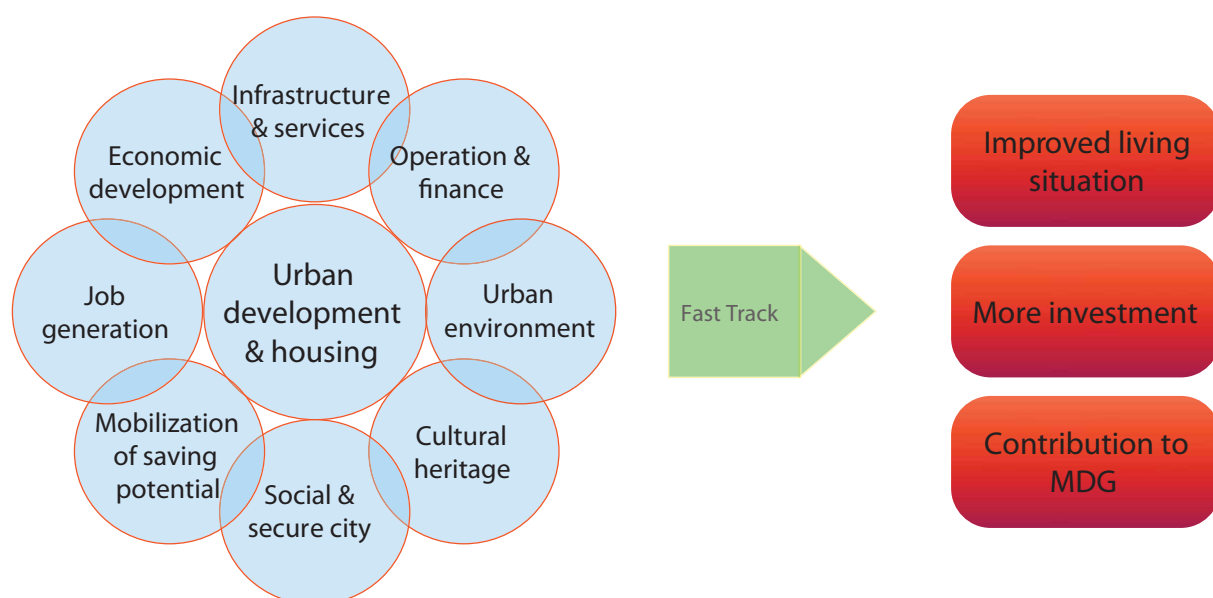 Infrastructure
& services
Operation &
finance
Urban
environment
Cultural
heritage
Social &
secure city
Mobilization
of saving
potential
Job
generation
Economic
development
Urban
development
& housing
Fast Track
Improved living
situation
More investment
Contribution to
MDG